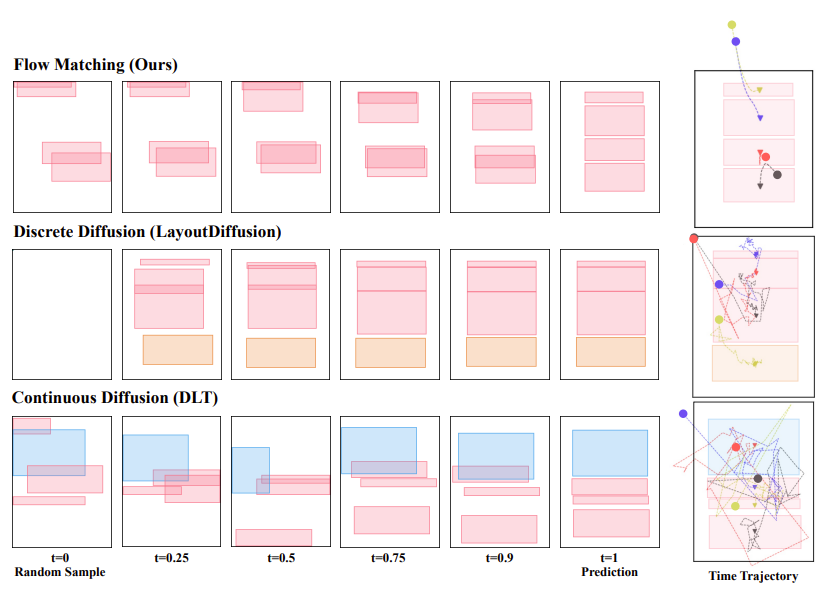 Flow Matching (Ours)
Discrete Diffusion (LayoutDiffusion)
Continuous Diffusion (DLT)
t=0
Random Sample
t=0.25
t=0.5
t=0.75
t=0.9
t=1
Prediction
Time Trajectory